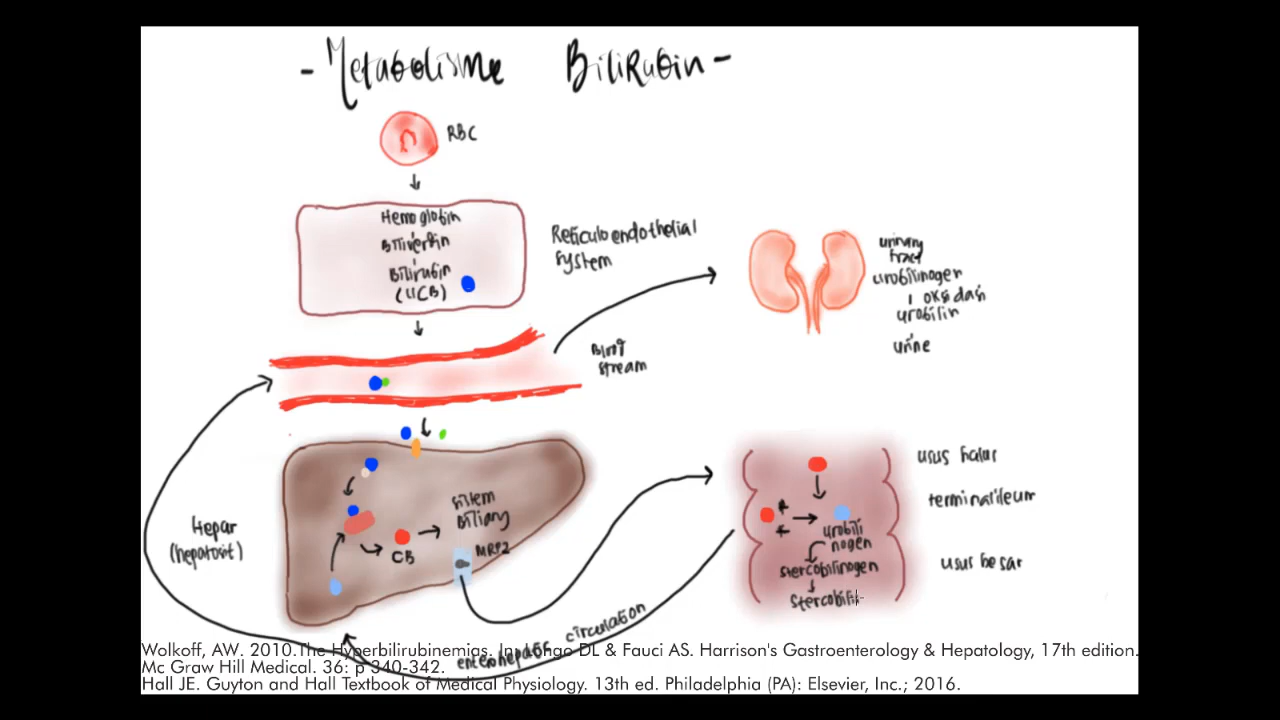 - Metabolisme Bilirubin -
RBC
Hemoglobin
Biliverdin
Bilirubin
(UCB)
Reticuloendothelial
system
urinary
tract
urobilinogen
oksidasi
urobilin
urine
Blood
stream
Hepar
(hepatosit)
sistem
Biliary
CB
MRP2
usus halus
terminal ileum
usus besar
urobili
nogen
stercobilinogen
stercobilin
enterohepatic circulation
Wolkoff, AW. 2010.The Hyperbilirubinemias. In: Longo DL & Fauci AS. Harrison's Gastroenterology & Hepatology, 17th edition.
Mc Graw Hill Medical. 36: p 340-342.
Hall JE. Guyton and Hall Textbook of Medical Physiology. 13th ed. Philadelphia (PA): Elsevier, Inc.; 2016.